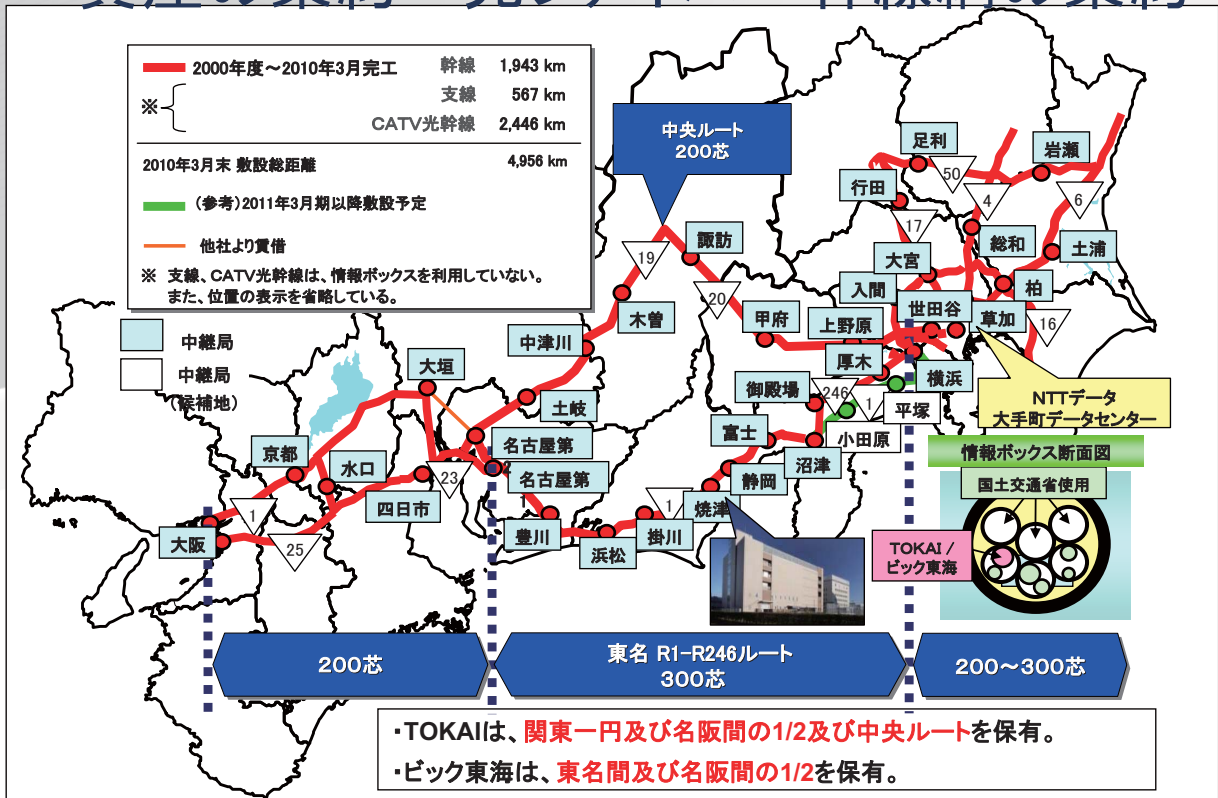 2000年度～2010年3月完工 幹線 1,943 km
※ 支線 567 km
CATV光幹線 2,446 km
2010年3月末 敷設総距離 4,956 km
(参考)2011年3月期以降敷設予定
他社より賃借
※ 支線、CATV光幹線は、情報ボックスを利用していない。
また、位置の表示を省略している。
中継局
中継局
(候補地)
中央ルート
200芯
足利
岩瀬
50
行田
4
6
17
総和
土浦
諏訪
19
大宮
柏
20
入間
世田谷
草加
16
木曽
甲府
上野原
中津川
厚木
横浜
大垣
御殿場
246
1
平塚
NTTデータ
大手町データセンター
土岐
富士
小田原
名古屋第
2
沼津
情報ボックス断面図
国土交通省使用
京都
水口
23
名古屋第
1
静岡
四日市
焼津
1
掛川
豊川
浜松
TOKAI /
ビック東海
1
大阪
25
200芯
東名 R1-R246ルート
300芯
200～300芯
・TOKAIは、関東一円及び名阪間の1/2及び中央ルートを保有。
・ビック東海は、東名間及び名阪間の1/2を保有。